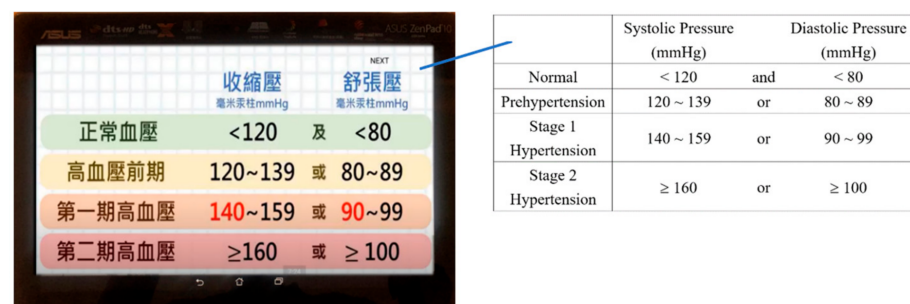 ASUS
ASUS ZenPad 10
NEXT
收縮壓 舒張壓
毫米汞柱mmHg 毫米汞柱mmHg
正常血壓 <120 及 <80
高血壓前期 120~139 或 80~89
第一期高血壓 140~159 或 90~99
第二期高血壓 ≥160 或 ≥100
Systolic Pressure Diastolic Pressure
(mmHg) (mmHg)
Normal < 120 and < 80
Prehypertension 120 ~ 139 or 80 ~ 89
Stage 1
Hypertension 140 ~ 159 or 90 ~ 99
Stage 2
Hypertension ≥ 160 or ≥ 100